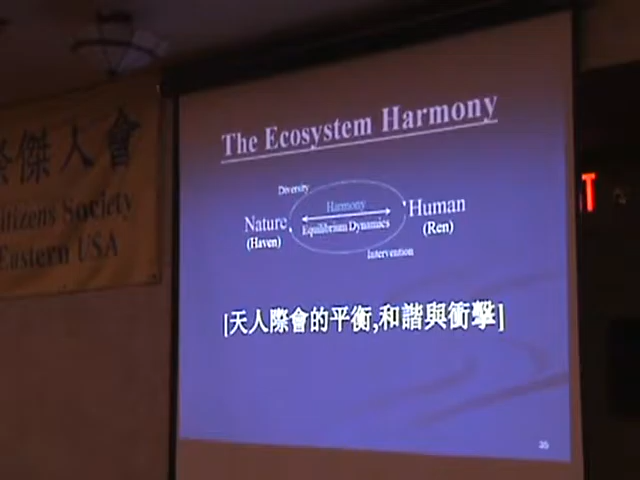 傑人會
itizens Society
Eastern USA
The Ecosystem Harmony
Diversity
Harmony
Nature
Human
(Haven)
Equilibrium Dynamics
(Ren)
Intervention
[天人際會的平衡,和諧與衝擊]
35